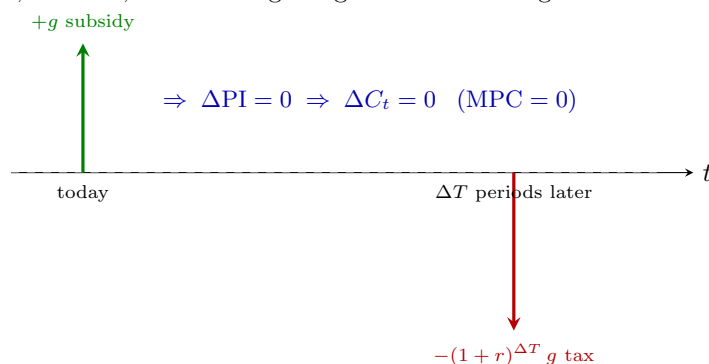 +g subsidy
⇒ ΔPI = 0 ⇒ ΔC_t = 0 (MPC = 0)
t
today
ΔT periods later
−(1 + r)^{ΔT} g tax